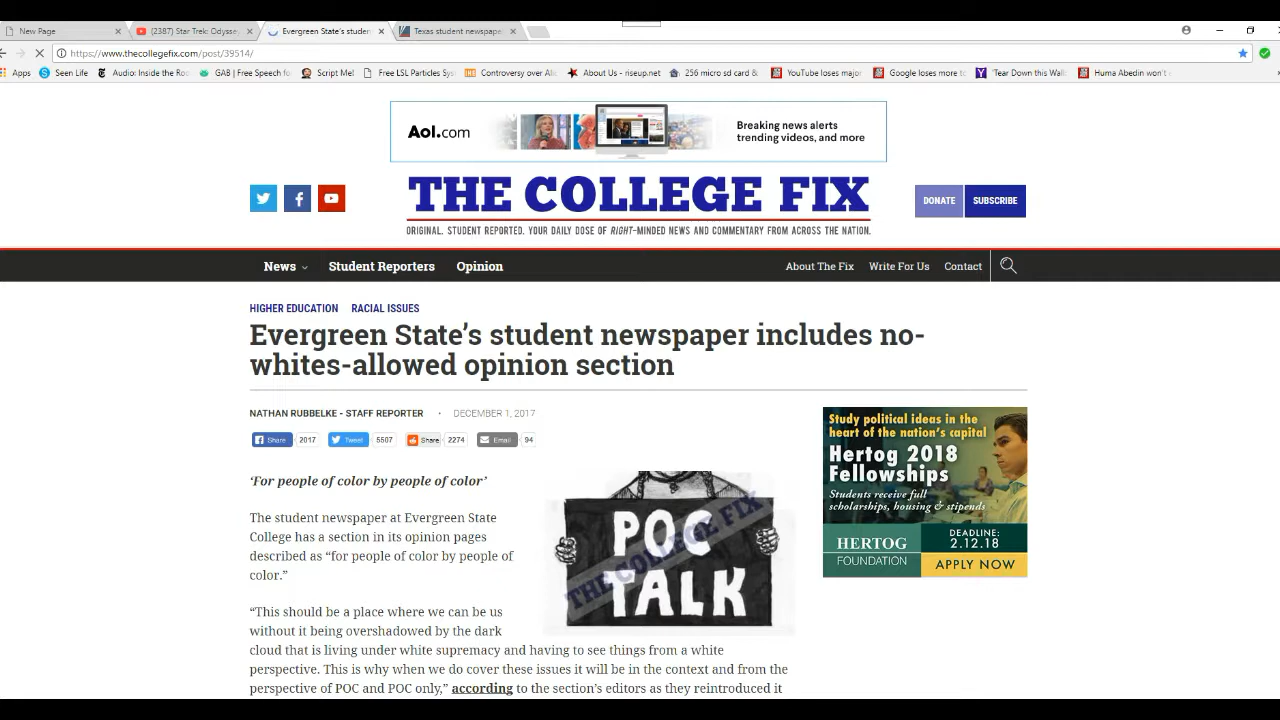 New Page
(2387) Star Trek: Odysse
Evergreen State's studen
Texas student newspape
https://www.thecollegefix.com/post/39514/
Apps
Seen Life
Audio: Inside the Ro
GAB | Free Speech fo
Script Me!
Free LSL Particles Sys
Controversy over Al
About Us - riseup.net
256 micro sd card &
YouTube loses major
Google loses more t
'Tear Down this Wall
Huma Abedin won't
Aol.com
Breaking news alerts
trending videos, and more
THE COLLEGE FIX
ORIGINAL. STUDENT REPORTED. YOUR DAILY DOSE OF RIGHT-MINDED NEWS AND COMMENTARY FROM ACROSS THE NATION.
DONATE
SUBSCRIBE
News
Student Reporters
Opinion
About The Fix
Write For Us
Contact
HIGHER EDUCATION
RACIAL ISSUES
Evergreen State's student newspaper includes no-
whites-allowed opinion section
NATHAN RUBBELKE - STAFF REPORTER • DECEMBER 1, 2017
Share 2017
Tweet 5507
Share 2274
Email 94
'For people of color by people of color'
The student newspaper at Evergreen State
College has a section in its opinion pages
described as “for people of color by people of
color.”
“This should be a place where we can be us
without it being overshadowed by the dark
cloud that is living under white supremacy and having to see things from a white
perspective. This is why when we do cover these issues it will be in the context and from the
perspective of POC and POC only,” according to the section's editors as they reintroduced it
POC
TALK
THE COLLEGE FIX
Study political ideas in the
heart of the nation's capital
Hertog 2018
Fellowships
Students receive full
scholarships, housing & stipends
HERTOG
FOUNDATION
DEADLINE:
2.12.18
APPLY NOW